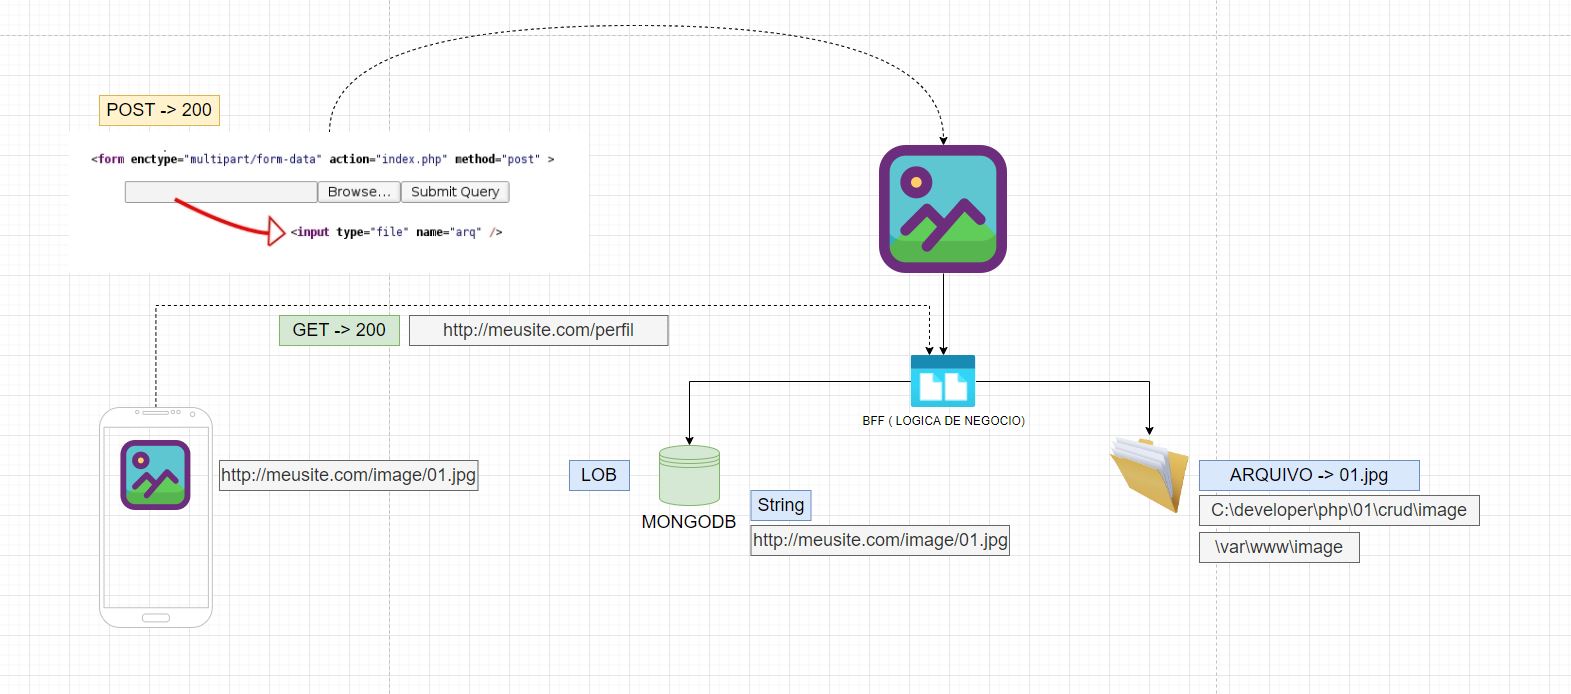 POST -> 200
<form enctype="multipart/form-data" action="index.php" method="post" >
Browse... Submit Query
<input type="file" name="arq" />
GET -> 200
http://meusite.com/perfil
BFF ( LOGICA DE NEGOCIO)
http://meusite.com/image/01.jpg
LOB
MONGODB
String
http://meusite.com/image/01.jpg
ARQUIVO -> 01.jpg
C:\developer\php\01\crud\image
\var\www\image